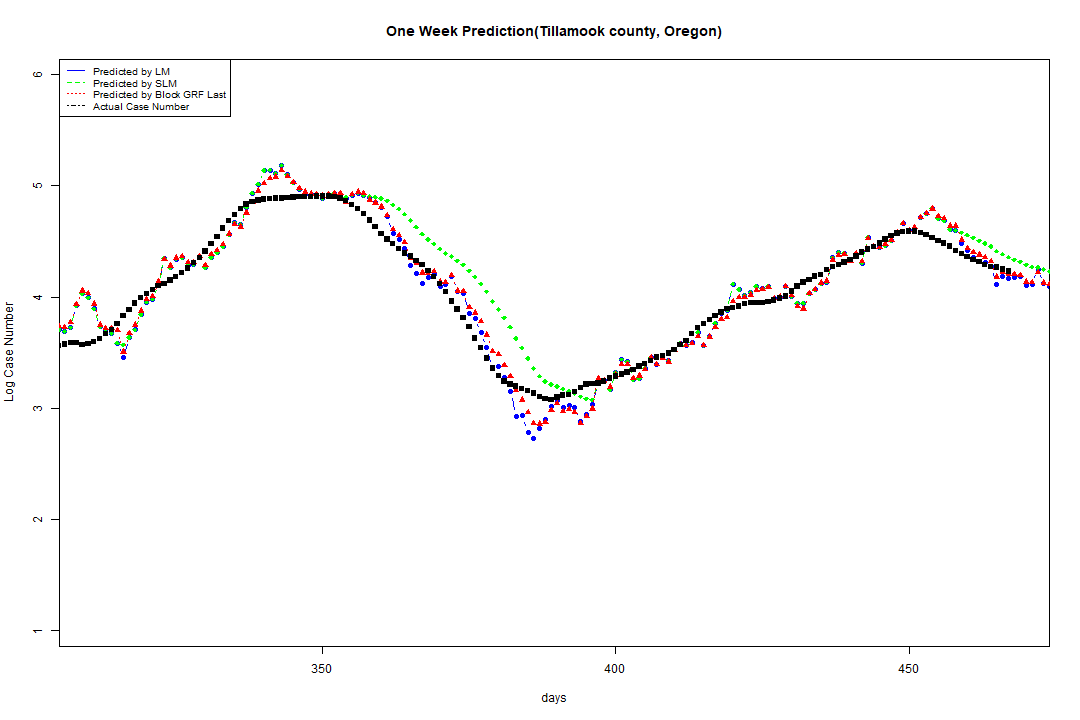 One Week Prediction(Tillamook county, Oregon)
Predicted by LM
Predicted by SLM
Predicted by Block GRF Last
Actual Case Number
6
5
4
3
2
1
Log Case Number
350 400 450
days